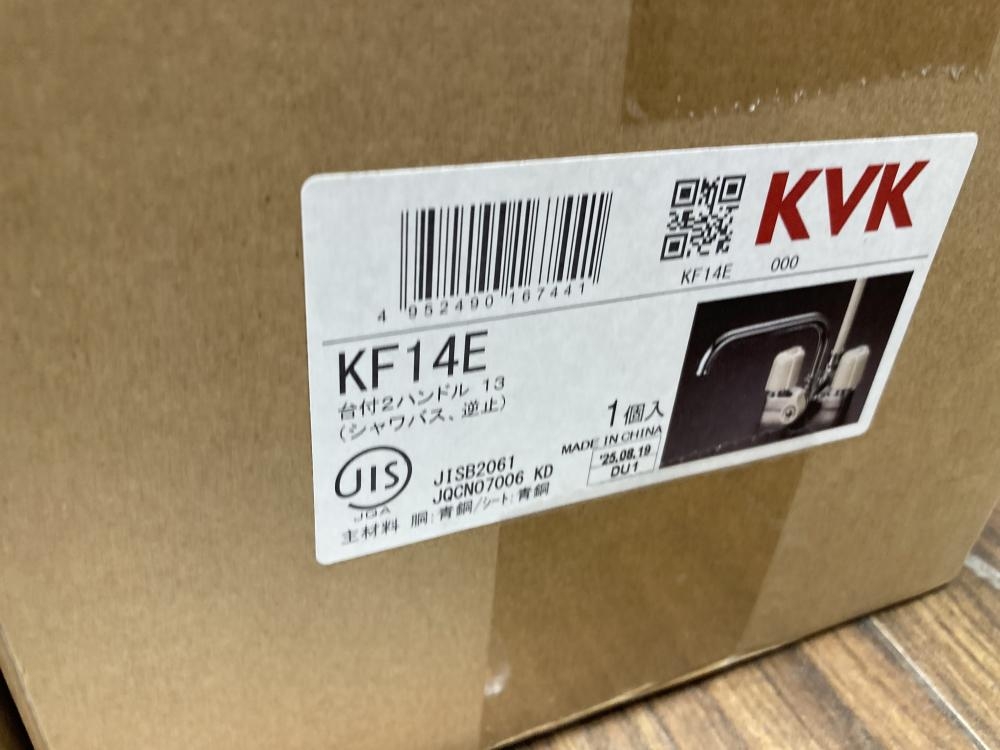 KVK
4 952490 167441
KF14E 000
KF14E
台付2ハンドル 13
(シャワバス、逆止)
1個入
MADE IN CHINA
'25.08.19
DU1
JIS
JQA
JISB2061
JQCN07006 KD
主材料 胴:青銅/シート:青銅